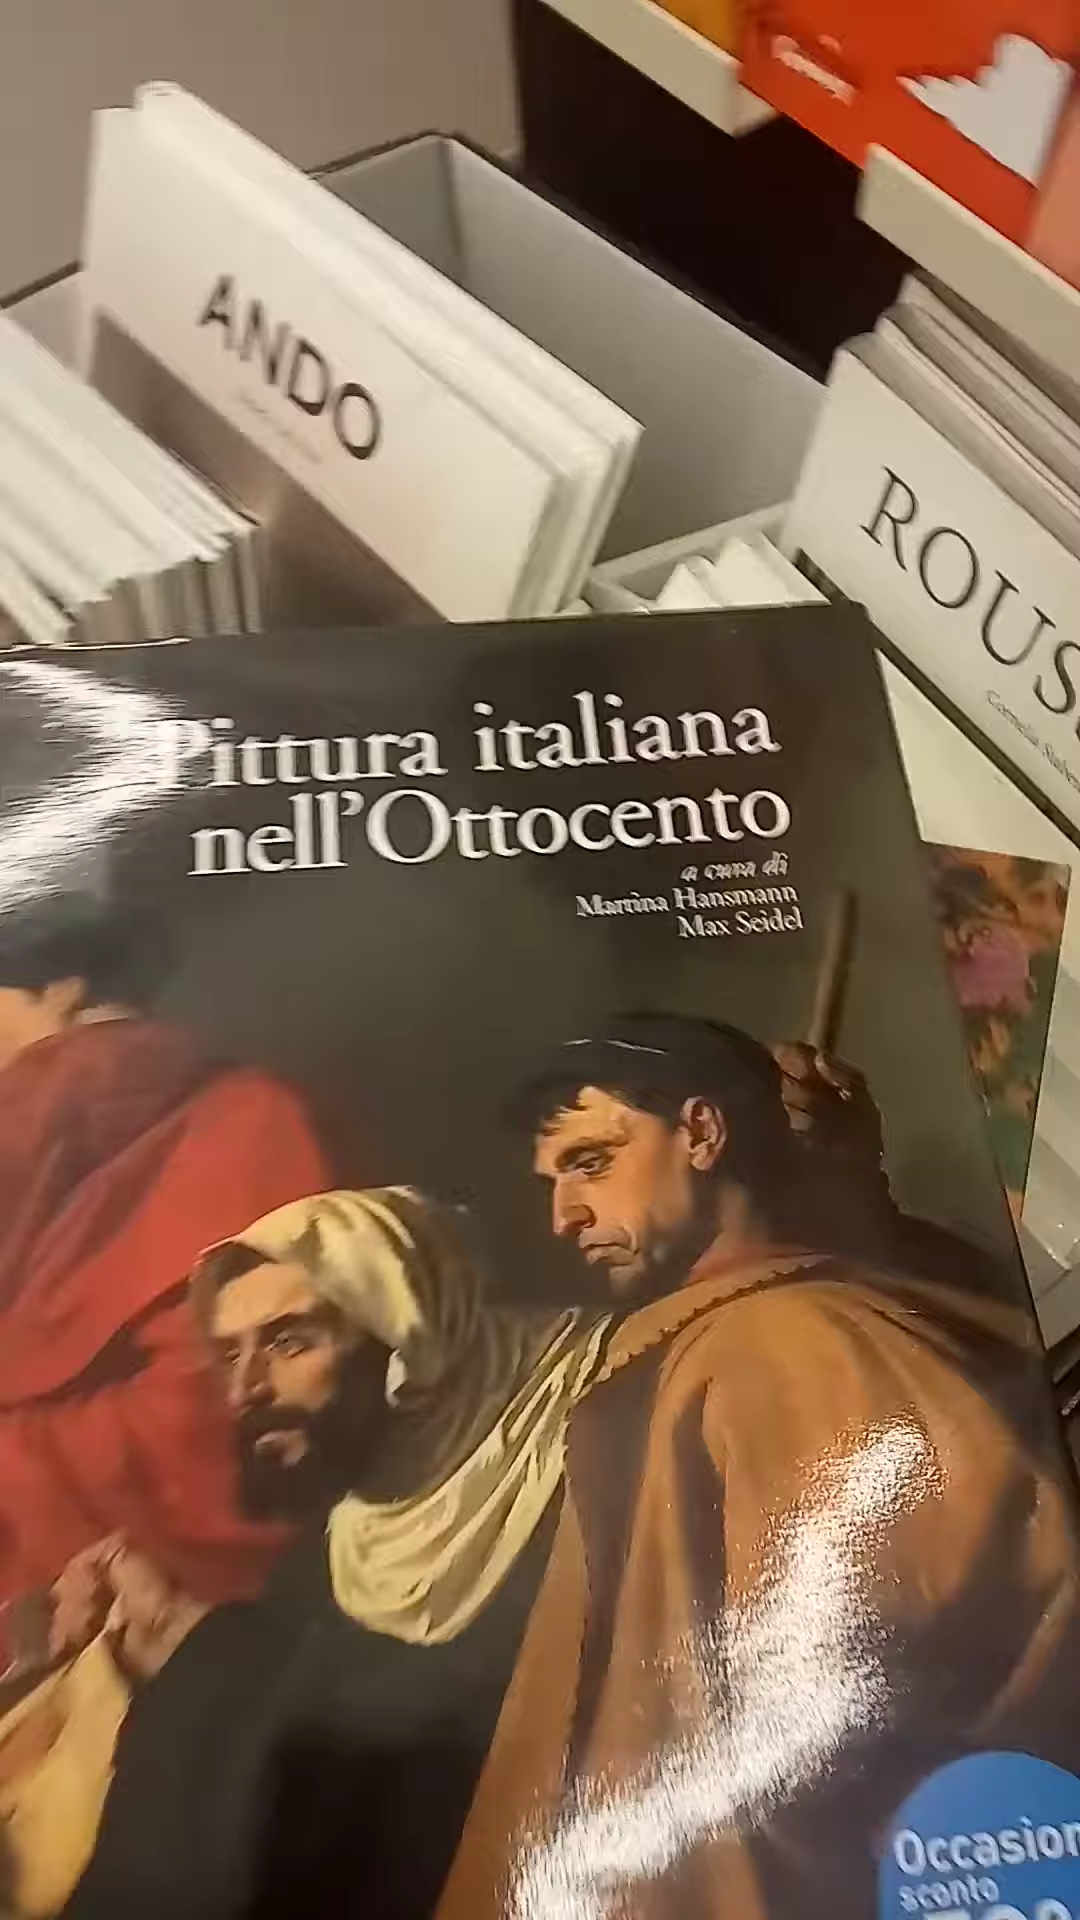 ANDO
ROUS
Pittura italiana
nell'Ottocento
a cura di
Martina Hansmann
Max Seidel
Occasion
sconto